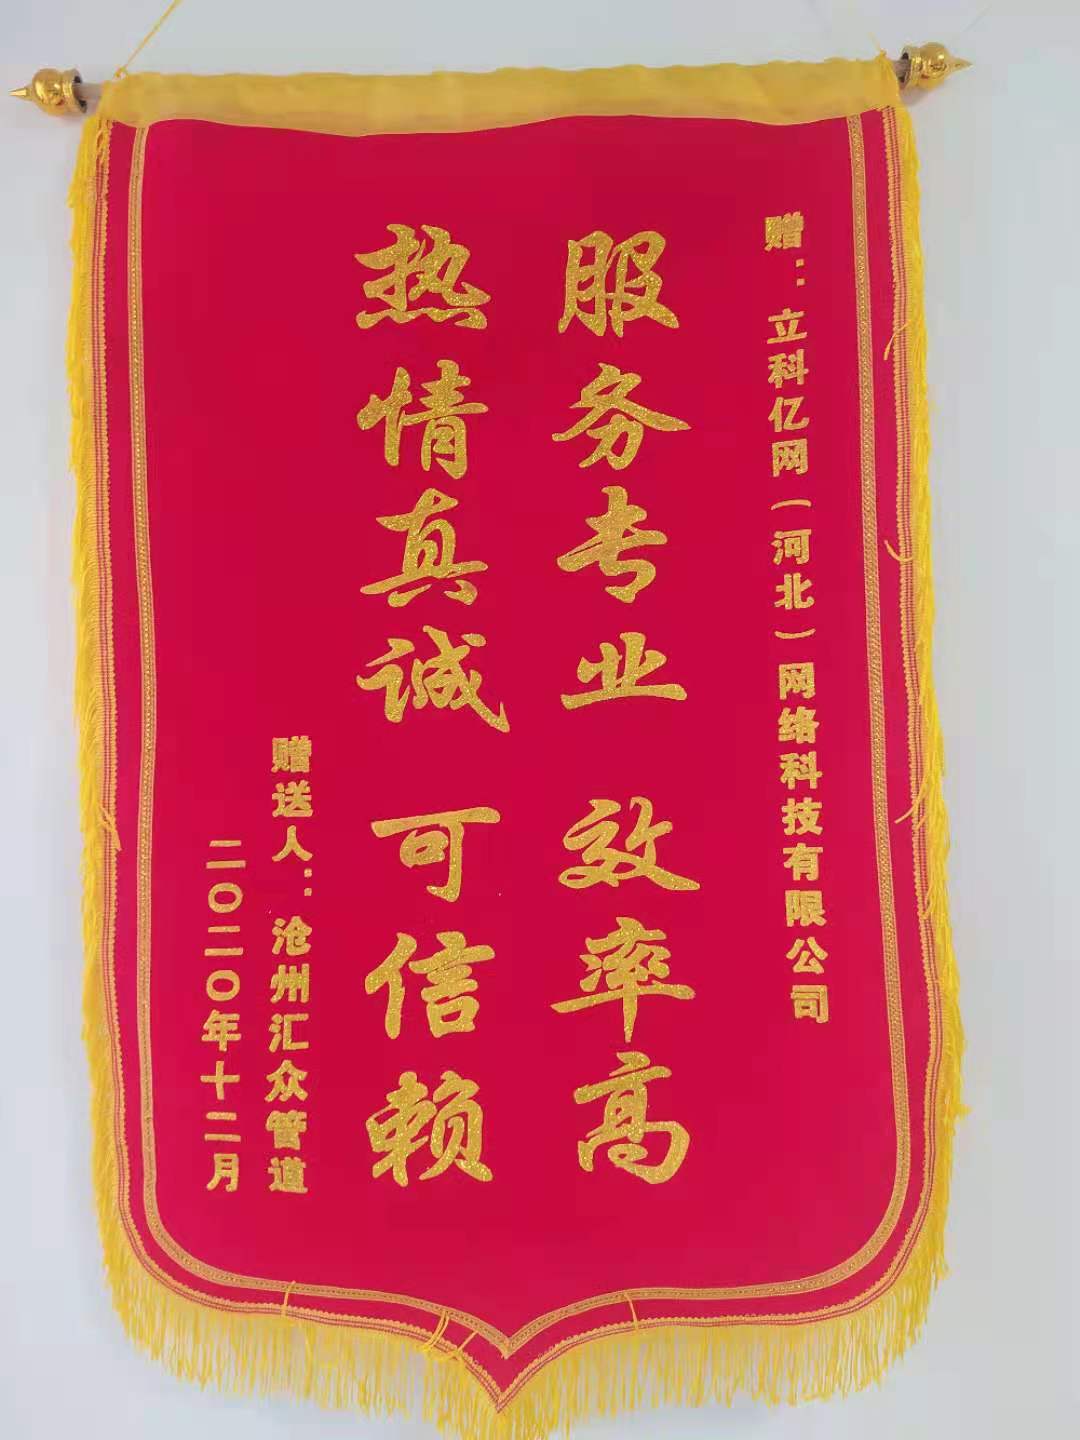 赠：立科亿网（河北）网络科技有限公司
服务专业 效率高
热情真诚 可信赖
赠送人：沧州汇众管道
二〇二〇年十二月